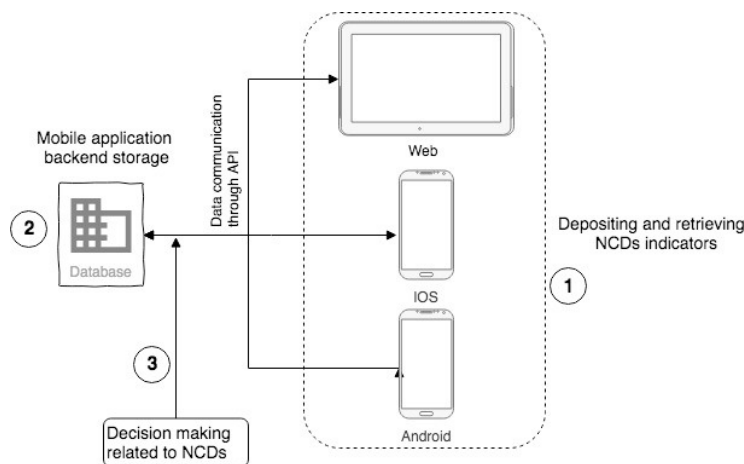 Mobile application
backend storage
2
Database
Data communication
through API
Web
IOS
Android
Depositing and retrieving
NCDs indicators
1
3
Decision making
related to NCDs